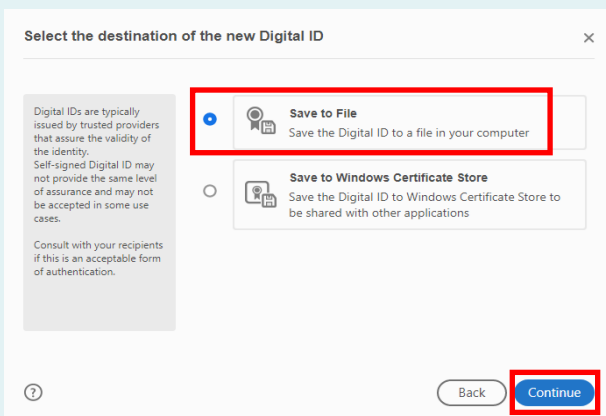 Select the destination of the new Digital ID
Digital IDs are typically
issued by trusted providers
that assure the validity of
the identity.
Self-signed Digital ID may
not provide the same level
of assurance and may not
be accepted in some use
cases.
Consult with your recipients
if this is an acceptable form
of authentication.
Save to File
Save the Digital ID to a file in your computer
Save to Windows Certificate Store
Save the Digital ID to Windows Certificate Store to
be shared with other applications
?
Back
Continue